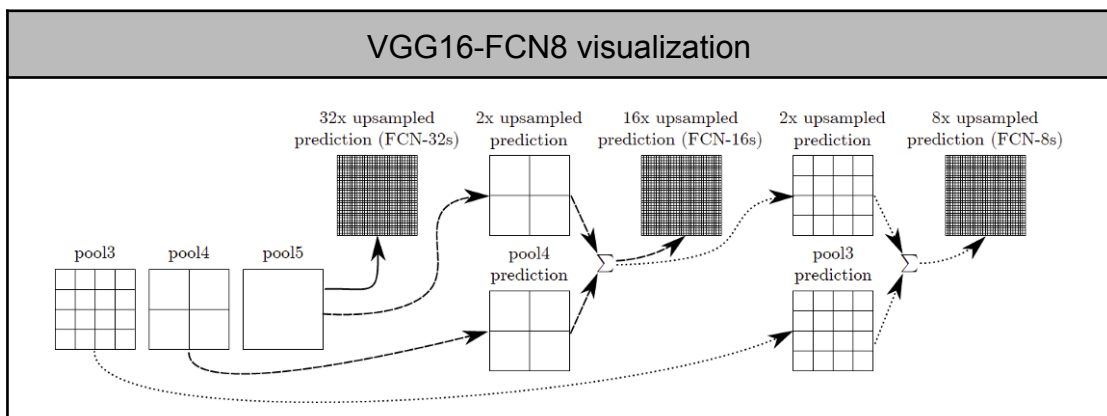 VGG16-FCN8 visualization
32x upsampled
prediction (FCN-32s)
2x upsampled
prediction
16x upsampled
prediction (FCN-16s)
2x upsampled
prediction
8x upsampled
prediction (FCN-8s)
pool3
pool4
pool5
pool4
prediction
∑
pool3
prediction
∑